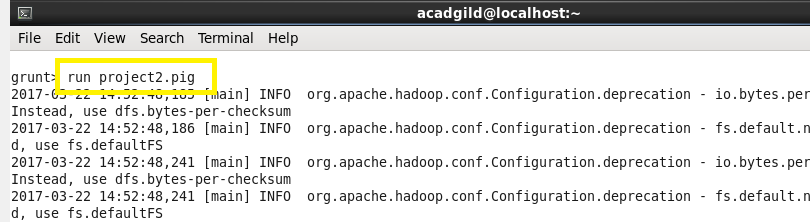 acadgild@localhost:~
File Edit View Search Terminal Help
grunt> run project2.pig
2017-03-22 14:52:48,185 [main] INFO  org.apache.hadoop.conf.Configuration.deprecation - io.bytes.per
Instead, use dfs.bytes-per-checksum
2017-03-22 14:52:48,186 [main] INFO  org.apache.hadoop.conf.Configuration.deprecation - fs.default.n
d, use fs.defaultFS
2017-03-22 14:52:48,241 [main] INFO  org.apache.hadoop.conf.Configuration.deprecation - io.bytes.per
Instead, use dfs.bytes-per-checksum
2017-03-22 14:52:48,241 [main] INFO  org.apache.hadoop.conf.Configuration.deprecation - fs.default.n
d, use fs.defaultFS